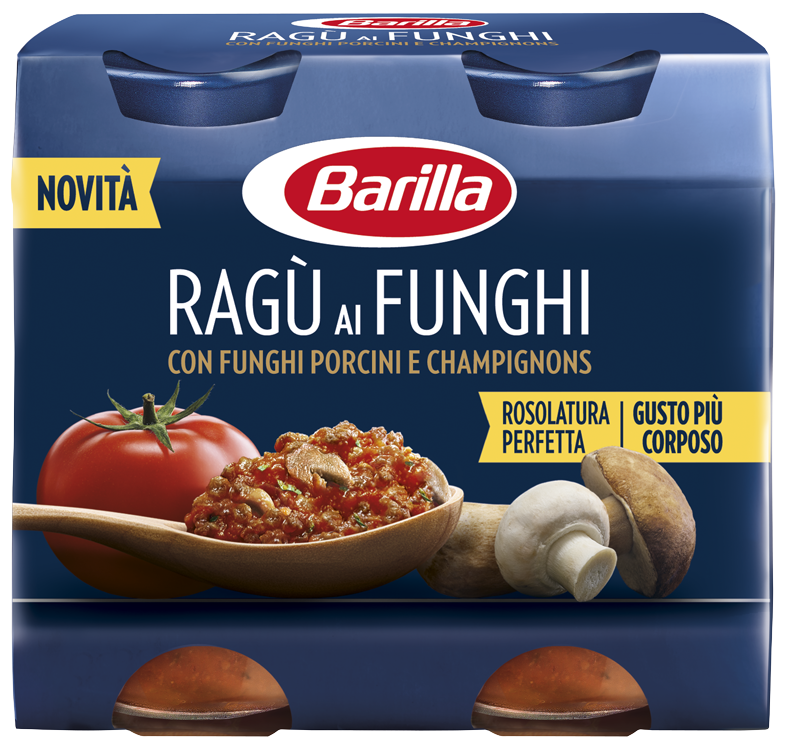 Barilla
RAGÙ AI FUNGHI
CON FUNGHI PORCINI E CHAMPIGNONS
NOVITÀ
Barilla
RAGÙ AI FUNGHI
CON FUNGHI PORCINI E CHAMPIGNONS
ROSOLATURA
PERFETTA
GUSTO PIÙ
CORPOSO